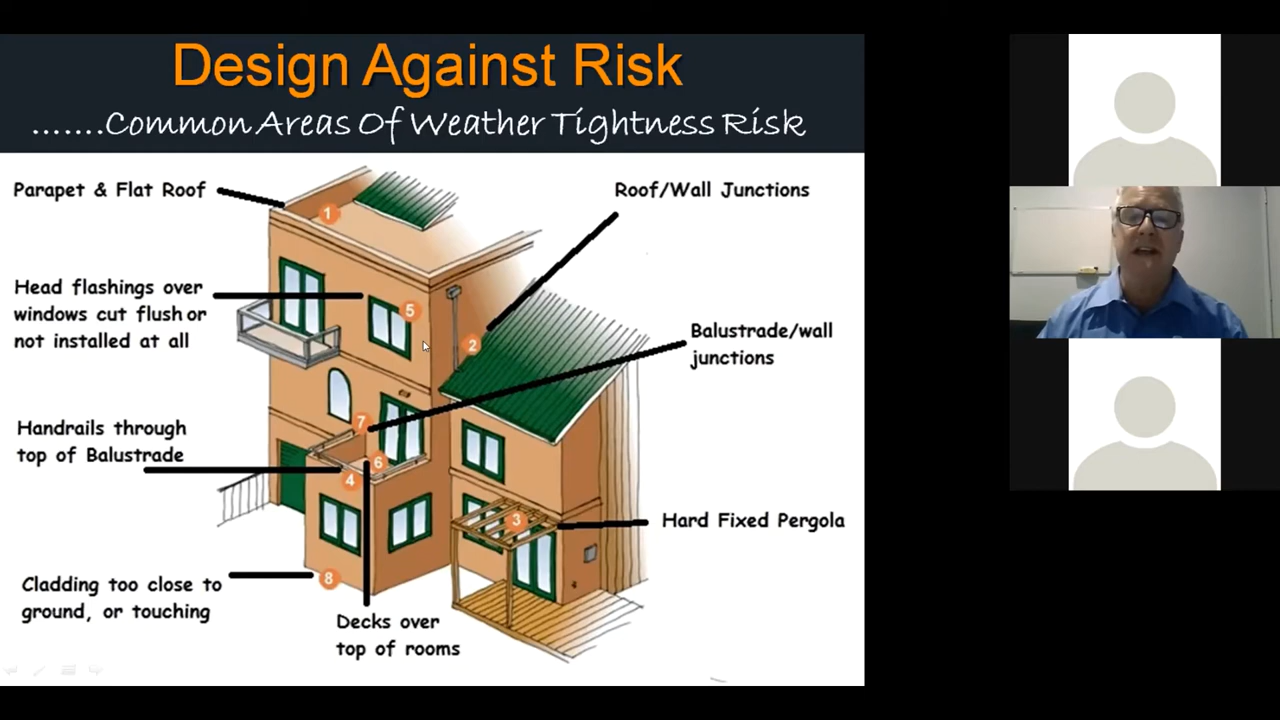 Design Against Risk
.......Common Areas Of Weather Tightness Risk
Parapet & Flat Roof
1
Roof/Wall Junctions
Head flashings over
windows cut flush or
not installed at all
5
2
Balustrade/wall
junctions
Handrails through
top of Balustrade
7
6
4
3
Hard Fixed Pergola
Cladding too close to
ground, or touching
8
Decks over
top of rooms